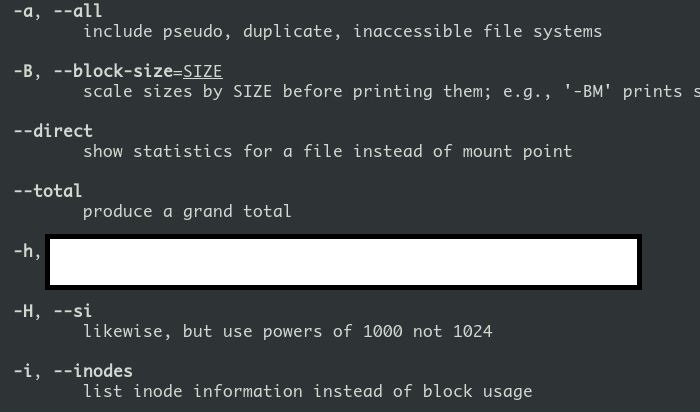 -a, --all
include pseudo, duplicate, inaccessible file systems
-B, --block-size=SIZE
scale sizes by SIZE before printing them; e.g., '-BM' prints s
--direct
show statistics for a file instead of mount point
--total
produce a grand total
-h,
-H, --si
likewise, but use powers of 1000 not 1024
-i, --inodes
list inode information instead of block usage